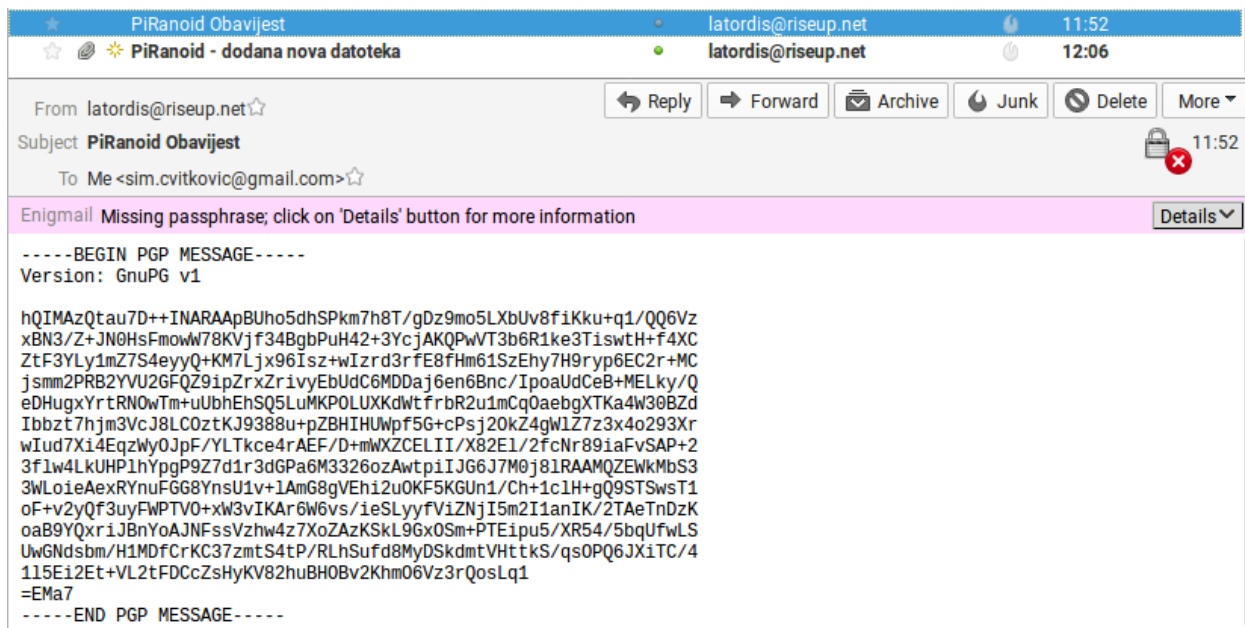 PiRanoid Obavijest latordis@riseup.net 11:52
PiRanoid - dodana nova datoteka latordis@riseup.net 12:06
From latordis@riseup.net Reply Forward Archive Junk Delete More
Subject PiRanoid Obavijest 11:52
To Me <sim.cvitkovic@gmail.com>
Enigmail Missing passphrase; click on 'Details' button for more information Details
-----BEGIN PGP MESSAGE-----
Version: GnuPG v1
hQIMAzQtau7D++INARAApBUho5dhSPkm7h8T/gDz9mo5LXbUv8fiKku+q1/QQ6Vz
xBN3/Z+JN0HsFmowW78KVjf34BgbPuH42+3YcjAKQPwVT3b6R1ke3TiswtH+f4XC
ZtF3YLy1mZ7S4eyyQ+KM7Ljx96Isz+wIzrd3rfE8fHm61SzEhy7H9ryp6EC2r+MC
jsmm2PRB2YVU2GFQZ9ipZrxZrivyEbUdC6MDDaj6en6Bnc/IpoaUdCeB+MELky/Q
eDHugxYrtRNOwTm+uUbhEhSQ5LuMKPOLUXKdWtfrbR2u1mCqOaebgXTKa4W30BZd
Ibbzt7hjm3VcJ8LCOztKJ9388u+pZBHIHUWpf5G+cPsj2OkZ4gWlZ7z3x4o293Xr
wIud7Xi4EqzWyOJpF/YLTkce4rAEF/D+mWXZCELII/X82El/2fcNr89iaFvSAP+2
3flw4LkUHPlhYpgP9Z7d1r3dGPa6M3326ozAwtpiIJG6J7M0j8lRAAMQZEWkMbS3
3WLoieAexRYnuFGG8YnsU1v+lAmG8gVEhi2uOKF5KGUn1/Ch+1clH+gQ9STSwsT1
oF+v2yQf3uyFWPTVO+xW3vIKAr6W6vs/ieSLyyfViZNjI5m2I1anIK/2TAeTnDzK
oaB9YQxriJBnYoAJNFssVzhw4z7XoZAzKSkL9GxOSm+PTEipu5/XR54/5bqUfwLS
UwGNdsbm/H1MDfCrKC37zmtS4tP/RLhSufd8MyDSkdmtVHttkS/qsOPQ6JXiTC/4
1l5Ei2Et+VL2tFDCcZsHyKV82huBHOBv2KhmO6Vz3rQosLq1
=EMa7
-----END PGP MESSAGE-----